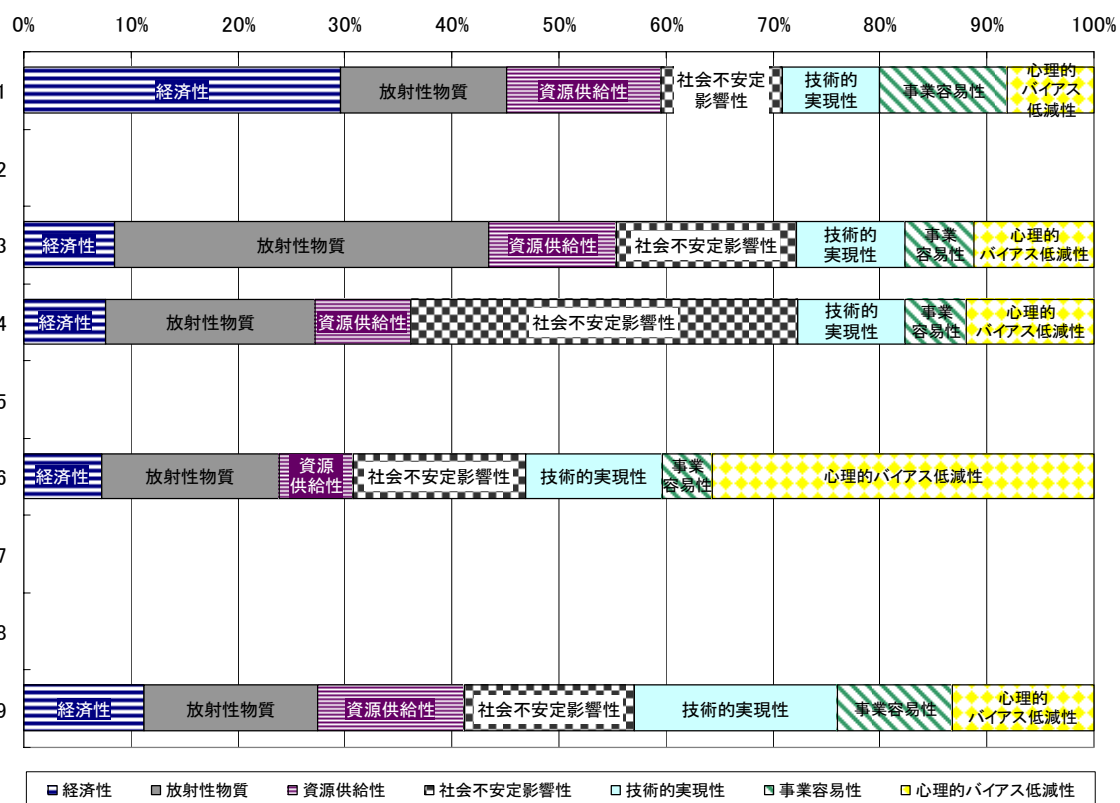 0% 10% 20% 30% 40% 50% 60% 70% 80% 90% 100%
1
経済性
放射性物質
資源供給性
社会不安定
影響性
技術的
実現性
事業容易性
心理的
バイアス
低減性
2
3
経済性
放射性物質
資源供給性
社会不安定影響性
技術的
実現性
事業
容易性
心理的
バイアス低減性
4
経済性
放射性物質
資源供給性
社会不安定影響性
技術的
実現性
事業
容易性
心理的
バイアス低減性
5
6
経済性
放射性物質
資源
供給性
社会不安定影響性
技術的実現性
事業
容易性
心理的バイアス低減性
7
8
9
経済性
放射性物質
資源供給性
社会不安定影響性
技術的実現性
事業容易性
心理的
バイアス低減性
経済性 放射性物質 資源供給性 社会不安定影響性 技術的実現性 事業容易性 心理的バイアス低減性